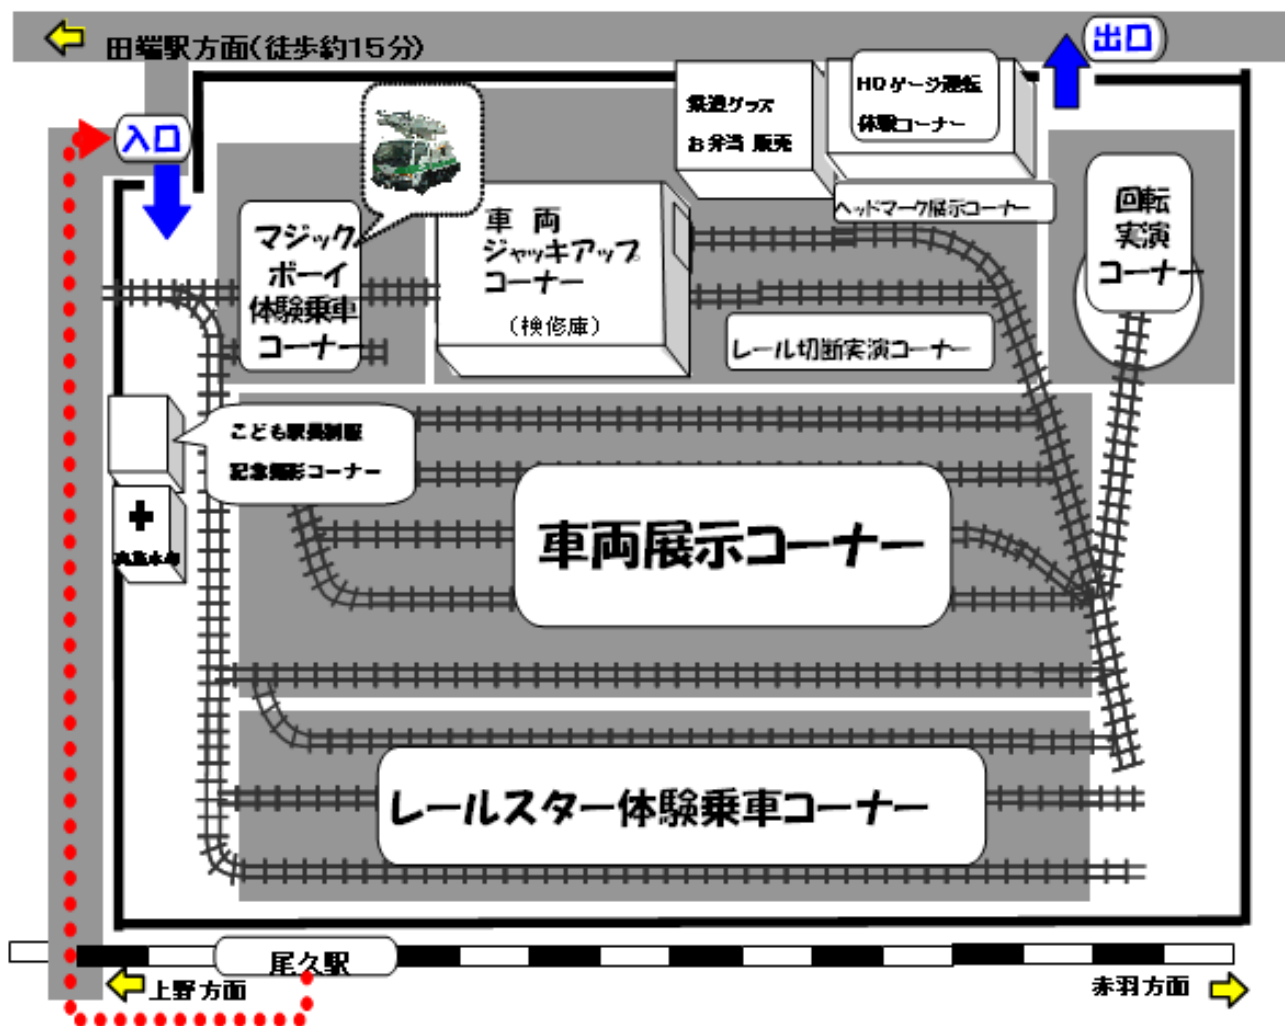 田端駅方面(徒歩約15分)
出口
入口
鉄道グッズ
お弁当 販売
HOゲージ運転
体験コーナー
ヘッドマーク展示コーナー
回転
実演
コーナー
マジック
ボーイ
体験乗車
コーナー
車 両
ジャッキアップ
コーナー
(検修庫)
レール切断実演コーナー
こども駅長制服
記念撮影コーナー
車両展示コーナー
レールスター体験乗車コーナー
尾久駅
上野方面
赤羽方面